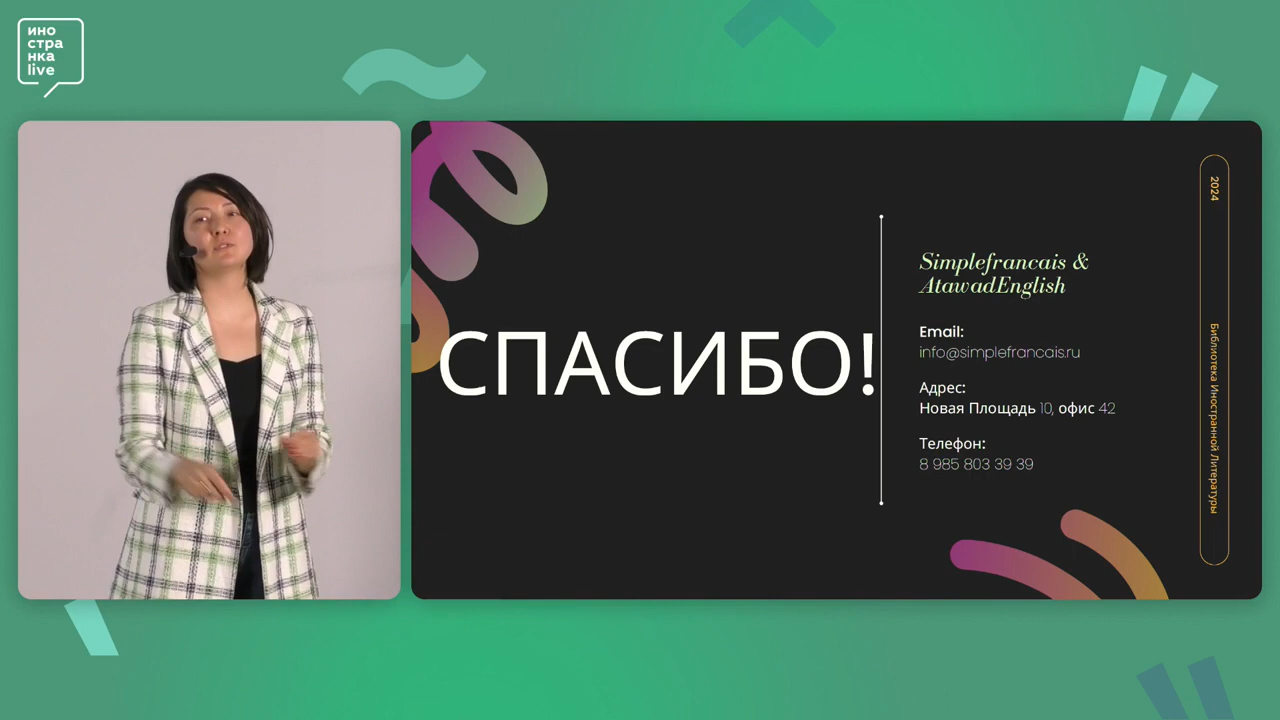 ино
стра
нка
live
СПАСИБО!
Simplefrancais &
AtawadEnglish
Email:
info@simplefrancais.ru
Адрес:
Новая Площадь 10, офис 42
Телефон:
8 985 803 39 39
2024
Библиотека Иностранной Литературы